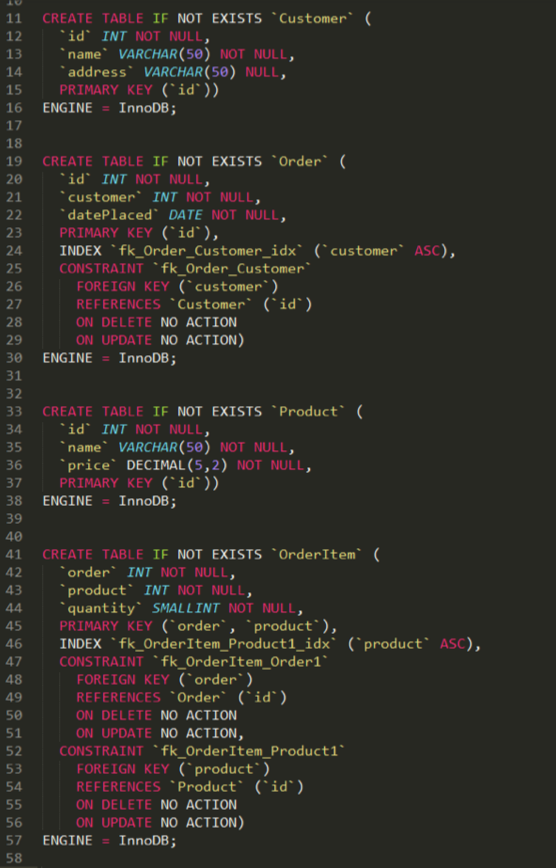 10
11 CREATE TABLE IF NOT EXISTS `Customer` (
12 `id` INT NOT NULL,
13 `name` VARCHAR(50) NOT NULL,
14 `address` VARCHAR(50) NULL,
15 PRIMARY KEY (`id`))
16 ENGINE = InnoDB;
17
18
19 CREATE TABLE IF NOT EXISTS `Order` (
20 `id` INT NOT NULL,
21 `customer` INT NOT NULL,
22 `datePlaced` DATE NOT NULL,
23 PRIMARY KEY (`id`),
24 INDEX `fk_Order_Customer_idx` (`customer` ASC),
25 CONSTRAINT `fk_Order_Customer`
26 FOREIGN KEY (`customer`)
27 REFERENCES `Customer` (`id`)
28 ON DELETE NO ACTION
29 ON UPDATE NO ACTION)
30 ENGINE = InnoDB;
31
32
33 CREATE TABLE IF NOT EXISTS `Product` (
34 `id` INT NOT NULL,
35 `name` VARCHAR(50) NOT NULL,
36 `price` DECIMAL(5,2) NOT NULL,
37 PRIMARY KEY (`id`))
38 ENGINE = InnoDB;
39
40
41 CREATE TABLE IF NOT EXISTS `OrderItem` (
42 `order` INT NOT NULL,
43 `product` INT NOT NULL,
44 `quantity` SMALLINT NOT NULL,
45 PRIMARY KEY (`order`, `product`),
46 INDEX `fk_OrderItem_Product1_idx` (`product` ASC),
47 CONSTRAINT `fk_OrderItem_Order1`
48 FOREIGN KEY (`order`)
49 REFERENCES `Order` (`id`)
50 ON DELETE NO ACTION
51 ON UPDATE NO ACTION,
52 CONSTRAINT `fk_OrderItem_Product1`
53 FOREIGN KEY (`product`)
54 REFERENCES `Product` (`id`)
55 ON DELETE NO ACTION
56 ON UPDATE NO ACTION)
57 ENGINE = InnoDB;
58